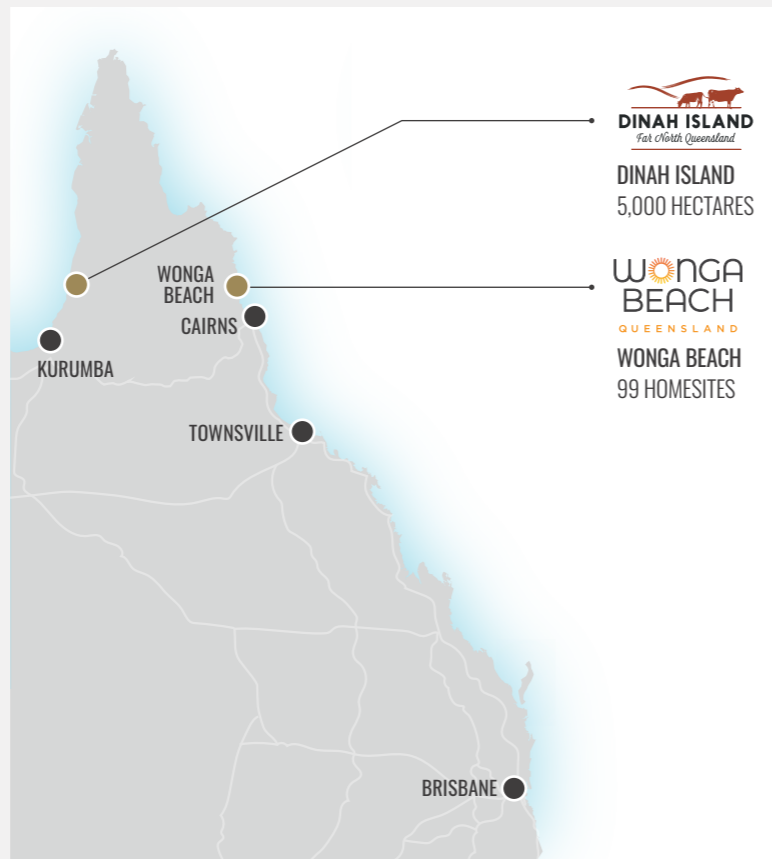 DINAH ISLAND
Far North Queensland
DINAH ISLAND
5,000 HECTARES
WONGA
BEACH
QUEENSLAND
WONGA BEACH
99 HOMESITES
WONGA
BEACH
CAIRNS
KURUMBA
TOWNSVILLE
BRISBANE